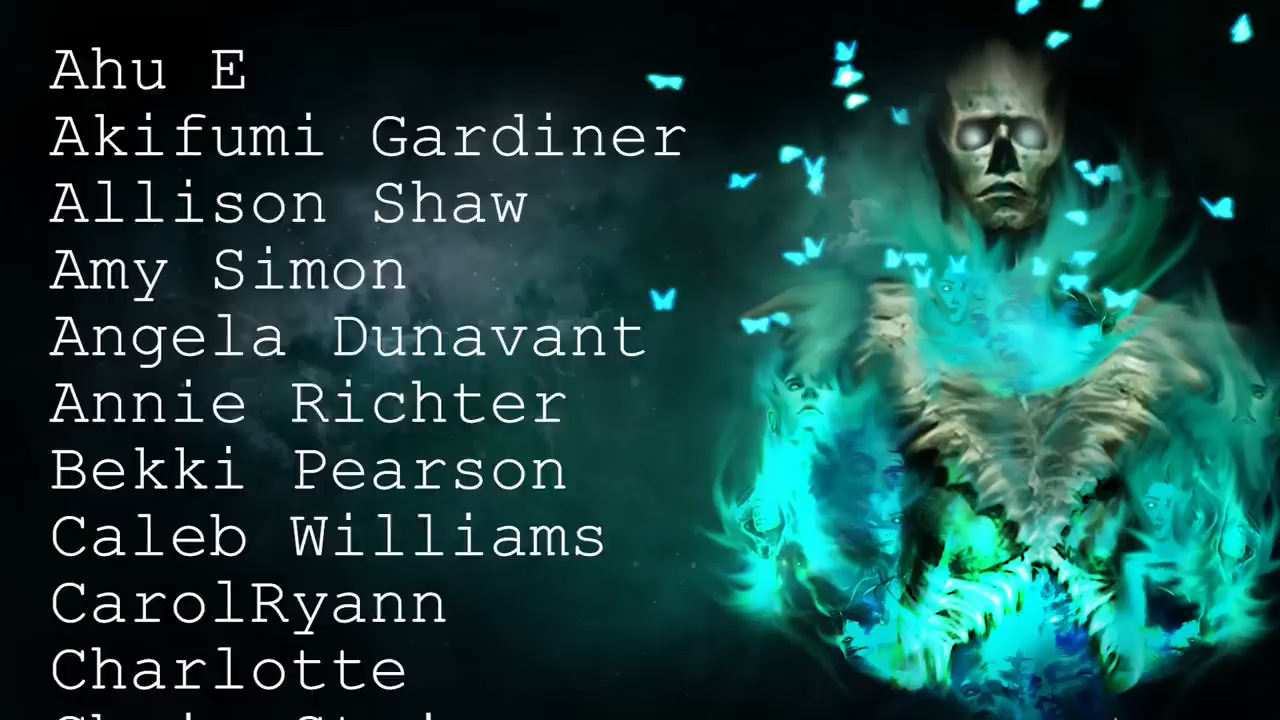 Ahu E
Akifumi Gardiner
Allison Shaw
Amy Simon
Angela Dunavant
Annie Richter
Bekki Pearson
Caleb Williams
CarolRyann
Charlotte